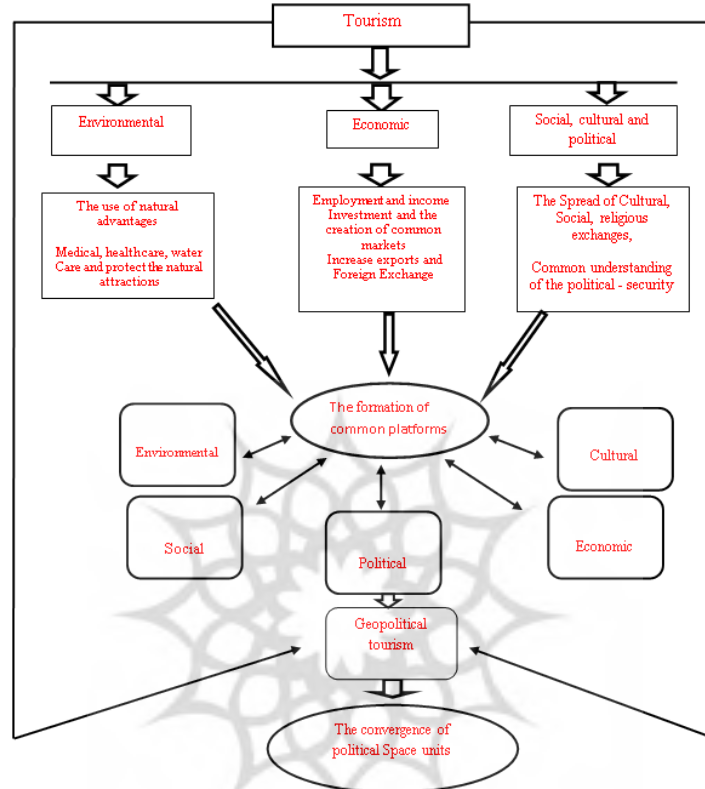 Tourism
Environmental
Economic
Social, cultural and
political
The use of natural
advantages
Medical, healthcare, water
Care and protect the natural
attractions
Employment and income
Investment and the
creation of common
markets
Increase exports and
Foreign Exchange
The Spread of Cultural,
Social, religious
exchanges,
Common understanding
of the political - security
The formation of
common platforms
Environmental
Cultural
Social
Political
Economic
Geopolitical
tourism
The convergence of
political Space units